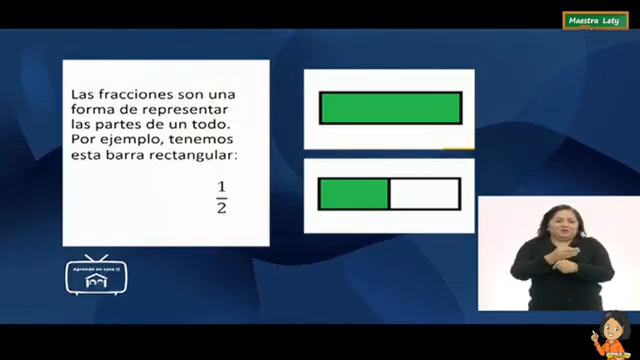 Maestra Lety
Las fracciones son una
forma de representar
las partes de un todo.
Por ejemplo, tenemos
esta barra rectangular:
1
2
Aprende en casa II